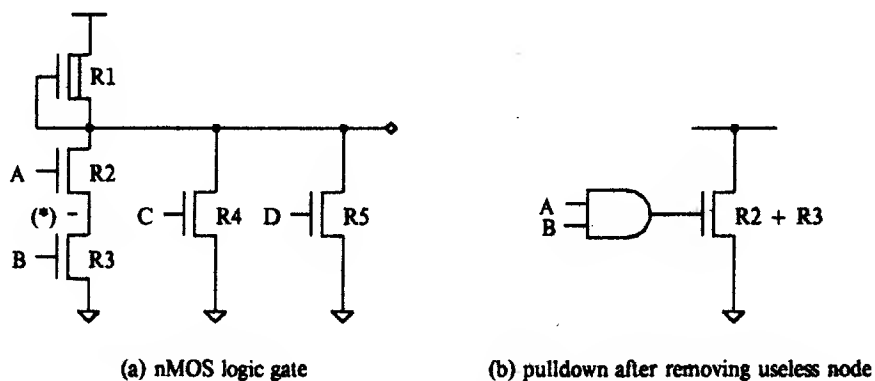 R1
A
R2
(*)
B
R3
C
R4
D
R5
A
B
R2 + R3
(a) nMOS logic gate
(b) pulldown after removing useless node